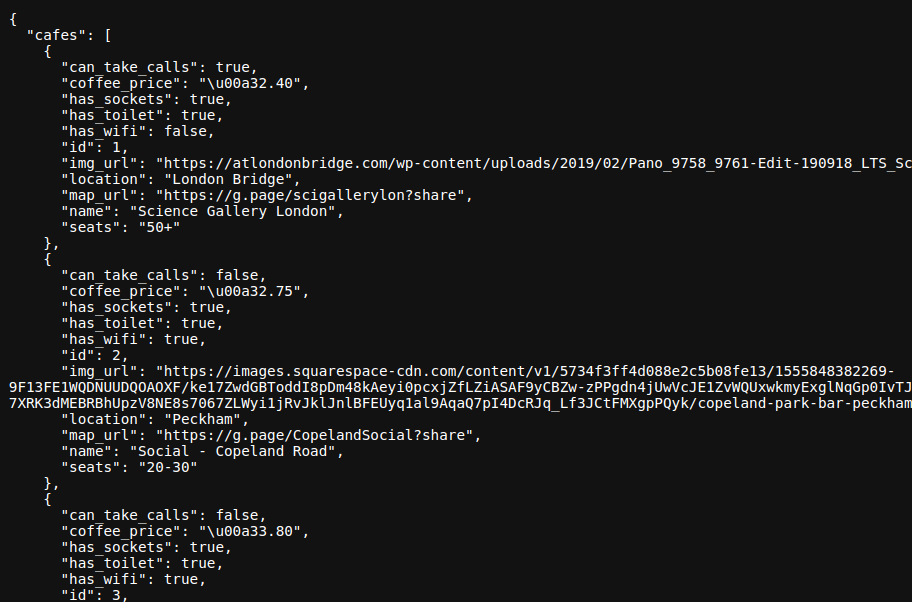 {
  "cafes": [
    {
      "can_take_calls": true,
      "coffee_price": "\u00a32.40",
      "has_sockets": true,
      "has_toilet": true,
      "has_wifi": false,
      "id": 1,
      "img_url": "https://atlondonbridge.com/wp-content/uploads/2019/02/Pano_9758_9761-Edit-190918_LTS_Sc
      "location": "London Bridge",
      "map_url": "https://g.page/scigallerylon?share",
      "name": "Science Gallery London",
      "seats": "50+"
    },
    {
      "can_take_calls": false,
      "coffee_price": "\u00a32.75",
      "has_sockets": true,
      "has_toilet": true,
      "has_wifi": true,
      "id": 2,
      "img_url": "https://images.squarespace-cdn.com/content/v1/5734f3ff4d088e2c5b08fe13/1555848382269-
9F13FE1WQDNUUDQOAOXF/ke17ZwdGBToddI8pDm48kAeyi0pcxjZfLZiASAF9yCBZw-zPPgdn4jUwVcJE1ZvWQUxwkmyExglNqGp0IvTJ
7XRK3dMEBRBhUpzV8NE8s7067ZLWyi1jRvJklJnlBFEUyq1al9AqaQ7pI4DcRJq_Lf3JCtFMXgpPQyk/copeland-park-bar-peckham
      "location": "Peckham",
      "map_url": "https://g.page/CopelandSocial?share",
      "name": "Social - Copeland Road",
      "seats": "20-30"
    },
    {
      "can_take_calls": false,
      "coffee_price": "\u00a33.80",
      "has_sockets": true,
      "has_toilet": true,
      "has_wifi": true,
      "id": 3,